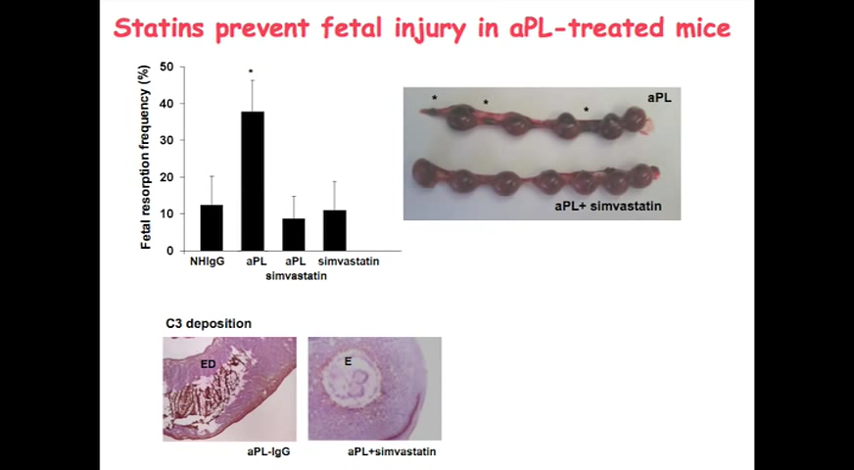 Statins prevent fetal injury in aPL-treated mice
Fetal resorption frequency (%)
50
40
30
20
10
0
*
NHIgG aPL aPL simvastatin
simvastatin
* * *
aPL
aPL+ simvastatin
C3 deposition
ED
E
aPL-IgG
aPL+simvastatin